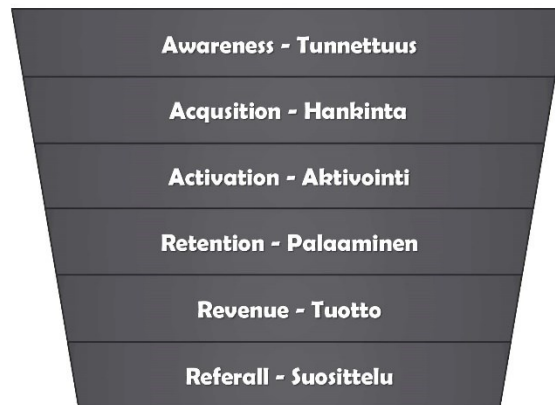 Awareness - Tunnettuus
Acqusition - Hankinta
Activation - Aktivointi
Retention - Palaaminen
Revenue - Tuotto
Referall - Suosittelu